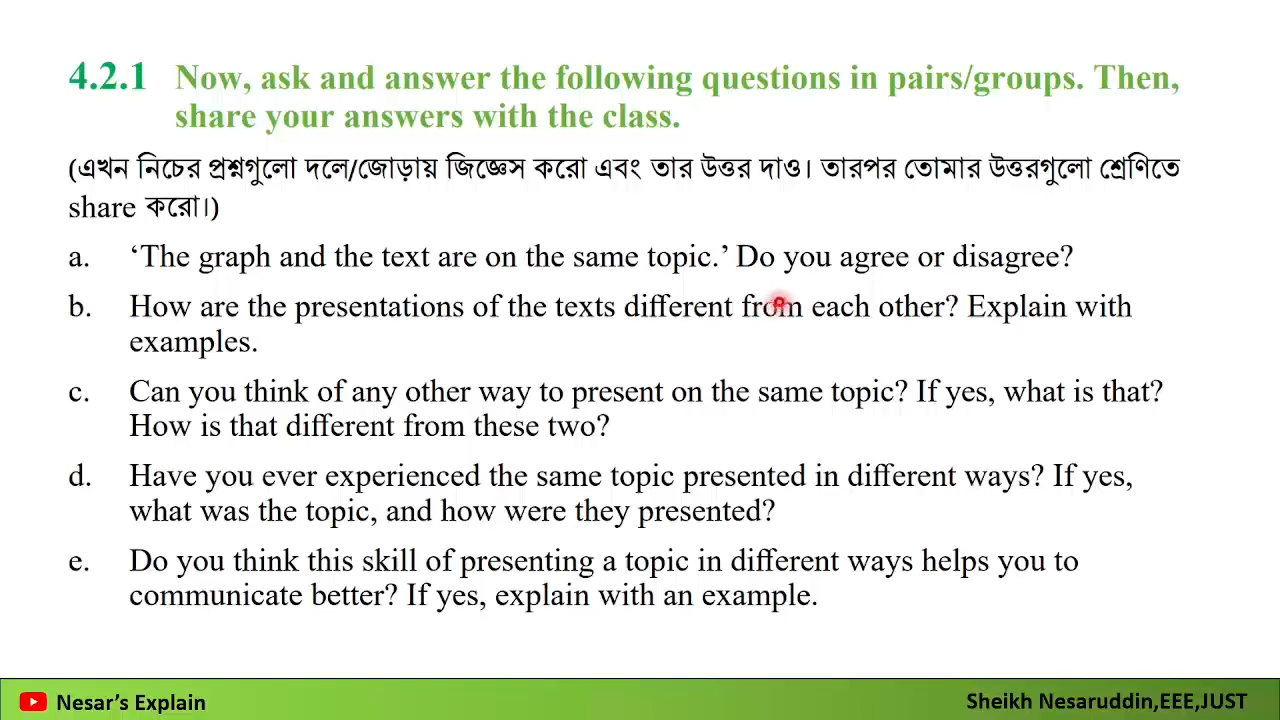 4.2.1 Now, ask and answer the following questions in pairs/groups. Then,
share your answers with the class.
(এখন নিচের প্রশ্নগুলো দলে/জোড়ায় জিজ্ঞেস করো এবং তার উত্তর দাও। তারপর তোমার উত্তরগুলো শ্রেণিতে
share করো।)
a. ‘The graph and the text are on the same topic.’ Do you agree or disagree?
b. How are the presentations of the texts different from each other? Explain with
examples.
c. Can you think of any other way to present on the same topic? If yes, what is that?
How is that different from these two?
d. Have you ever experienced the same topic presented in different ways? If yes,
what was the topic, and how were they presented?
e. Do you think this skill of presenting a topic in different ways helps you to
communicate better? If yes, explain with an example.
Nesar’s Explain
Sheikh Nesaruddin,EEE,JUST